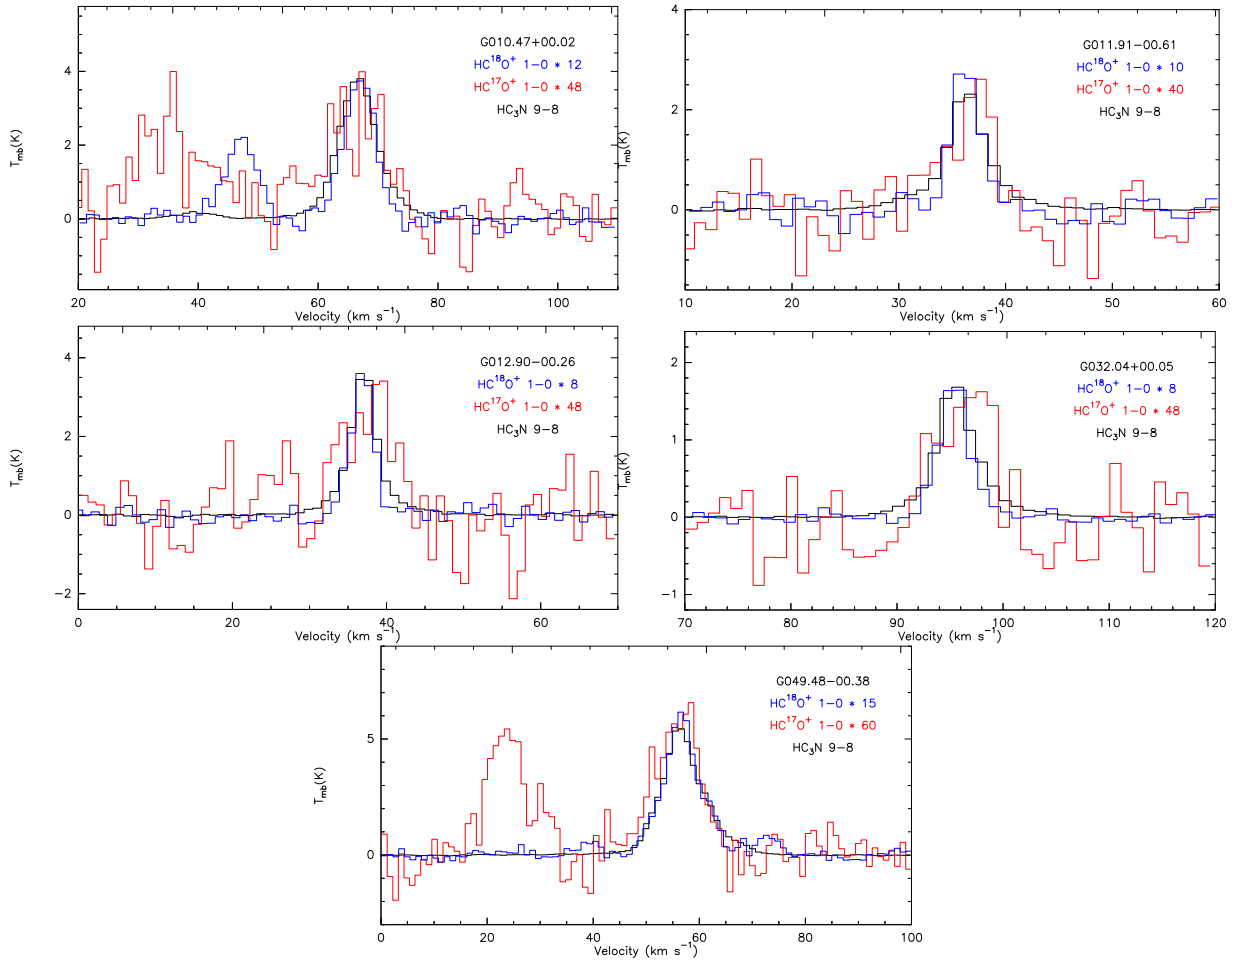 G010.47+00.02
HC¹⁸O⁺ 1−0 * 12
HC¹⁷O⁺ 1−0 * 48
HC₃N 9−8
T_mb(K)
4
2
0
20 40 60 80 100
Velocity (km s⁻¹)
G011.91−00.61
HC¹⁸O⁺ 1−0 * 10
HC¹⁷O⁺ 1−0 * 40
HC₃N 9−8
T_mb(K)
4
2
0
10 20 30 40 50 60
Velocity (km s⁻¹)
G012.90−00.26
HC¹⁸O⁺ 1−0 * 8
HC¹⁷O⁺ 1−0 * 48
HC₃N 9−8
T_mb(K)
4
2
0
−2
0 20 40 60
Velocity (km s⁻¹)
G032.04+00.05
HC¹⁸O⁺ 1−0 * 8
HC¹⁷O⁺ 1−0 * 48
HC₃N 9−8
T_mb(K)
2
1
0
−1
70 80 90 100 110 120
Velocity (km s⁻¹)
G049.48−00.38
HC¹⁸O⁺ 1−0 * 15
HC¹⁷O⁺ 1−0 * 60
HC₃N 9−8
T_mb(K)
5
0
0 20 40 60 80 100
Velocity (km s⁻¹)